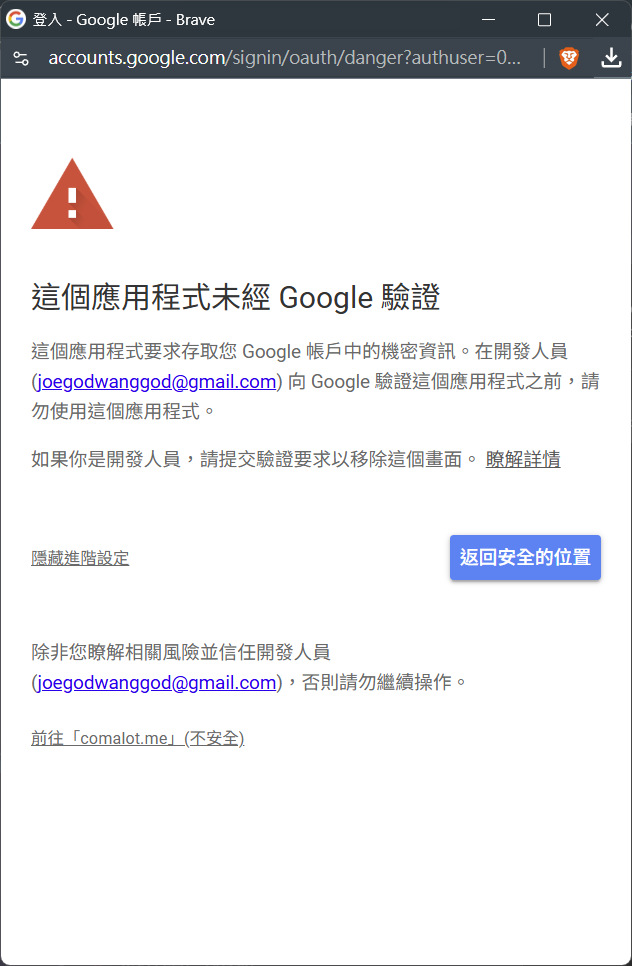 登入 - Google 帳戶 - Brave
accounts.google.com/signin/oauth/danger?authuser=0...
這個應用程式未經 Google 驗證
這個應用程式要求存取您 Google 帳戶中的機密資訊。在開發人員
(joegodwanggod@gmail.com) 向 Google 驗證這個應用程式之前，請
勿使用這個應用程式。
如果你是開發人員，請提交驗證要求以移除這個畫面。 瞭解詳情
隱藏進階設定
返回安全的位置
除非您瞭解相關風險並信任開發人員
(joegodwanggod@gmail.com)，否則請勿繼續操作。
前往「comalot.me」(不安全)